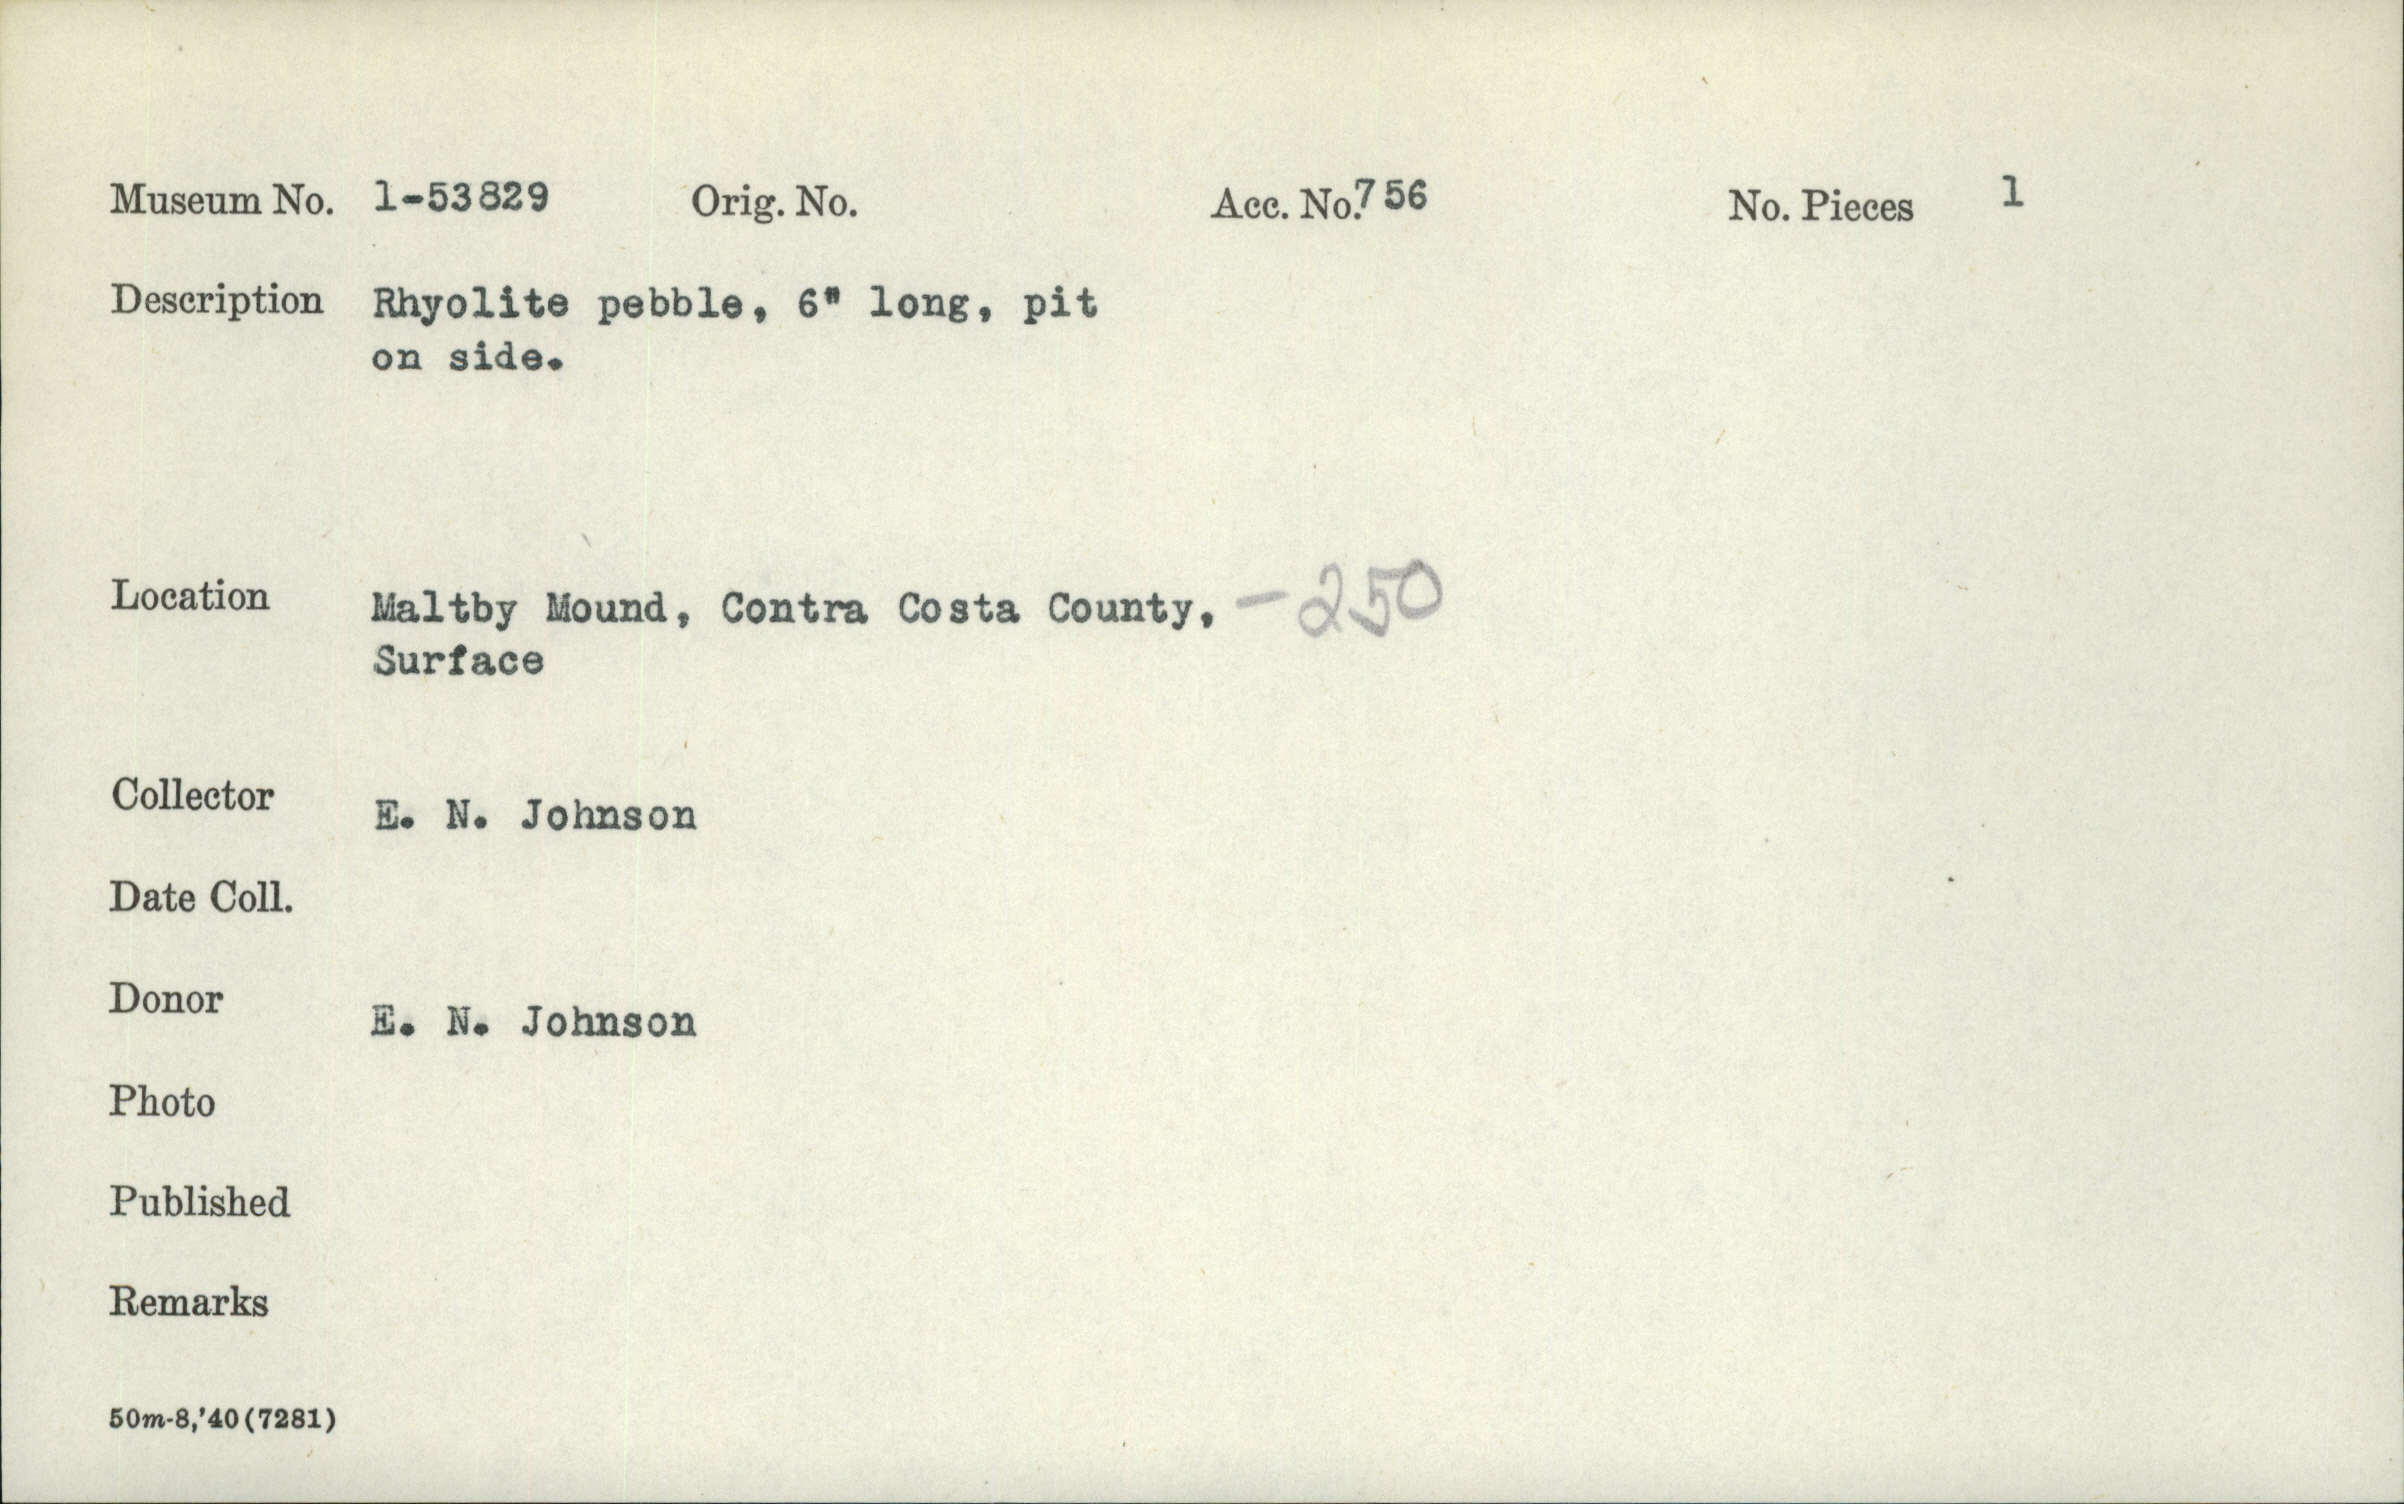 Museum No. 1-53829 Orig. No. Acc. No. 756 No. Pieces 1
Description Rhyolite pebble, 6" long, pit
on side.
Location Maltby Mound, Contra Costa County, - 250
Surface
Collector E. N. Johnson
Date Coll.
Donor E. N. Johnson
Photo
Published
Remarks
50m-8,'40(7281)